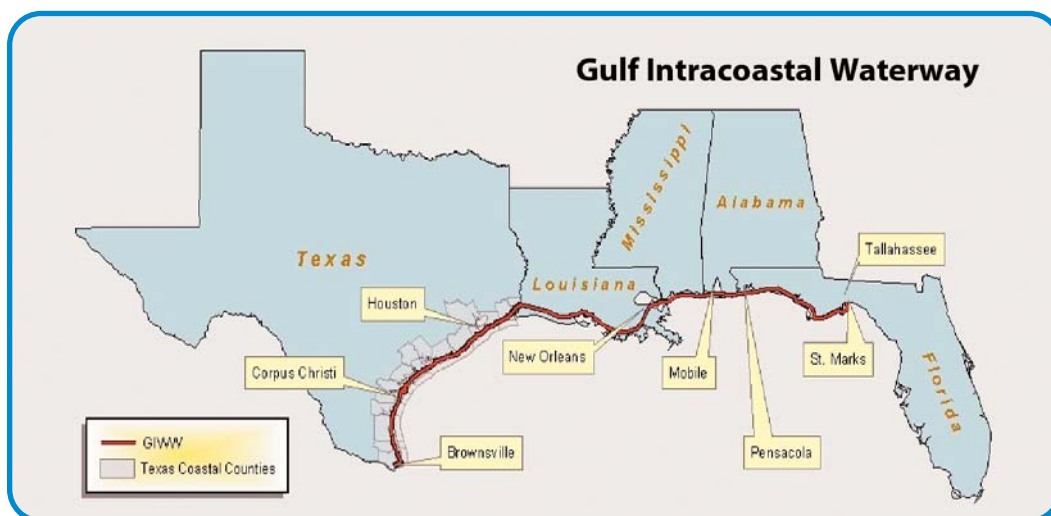 Gulf Intracoastal Waterway
Mississippi
Alabama
Texas
Tallahassee
Louisiana
Houston
New Orleans
St. Marks
Corpus Christi
Mobile
Florida
GIWW
Brownsville
Pensacola
Texas Coastal Counties